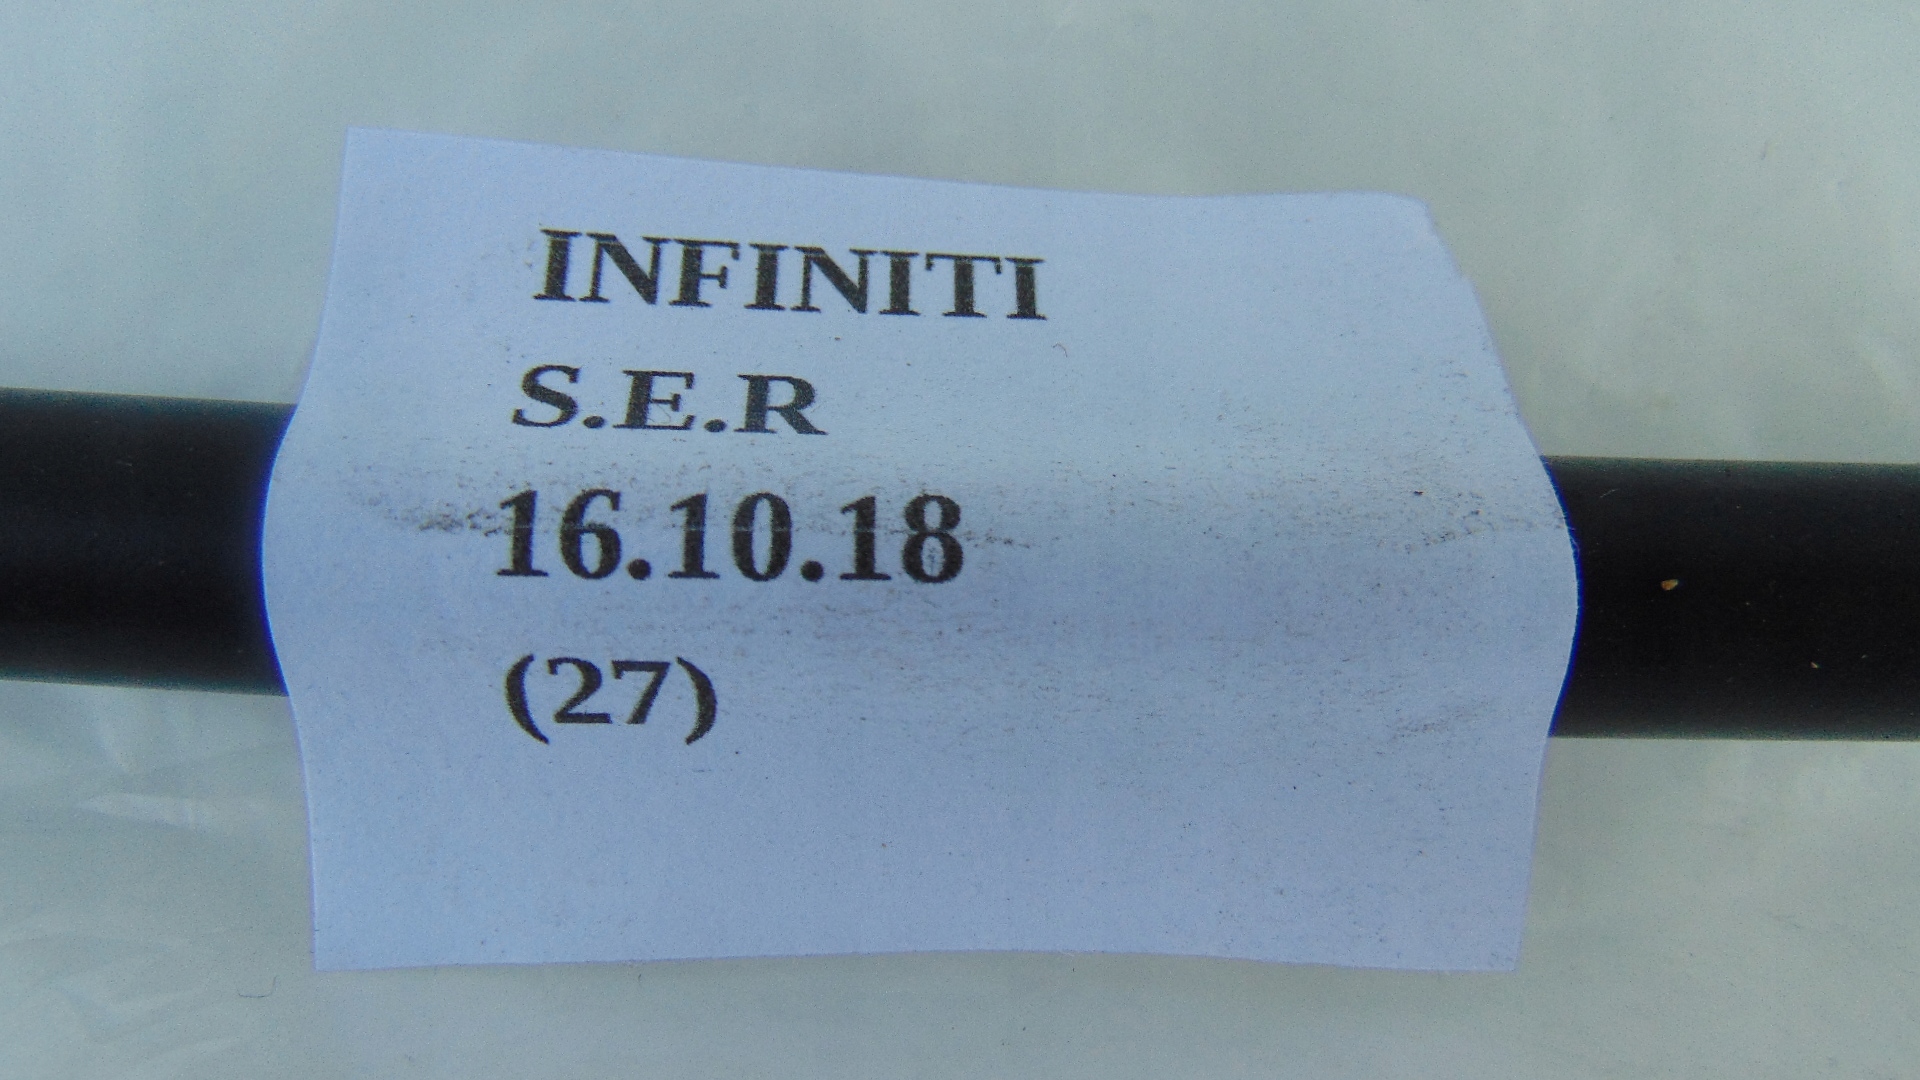 INFINITI
S.E.R
16.10.18
(27)